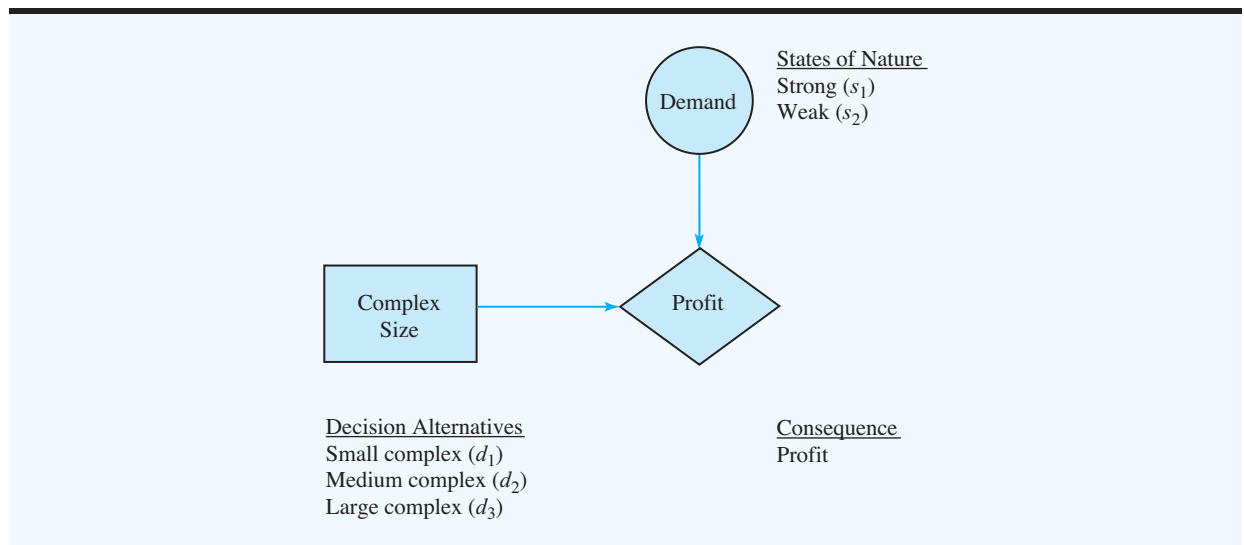 States of Nature
Strong (s₁)
Weak (s₂)
Demand
Complex
Size
Profit
Decision Alternatives
Small complex (d₁)
Medium complex (d₂)
Large complex (d₃)
Consequence
Profit